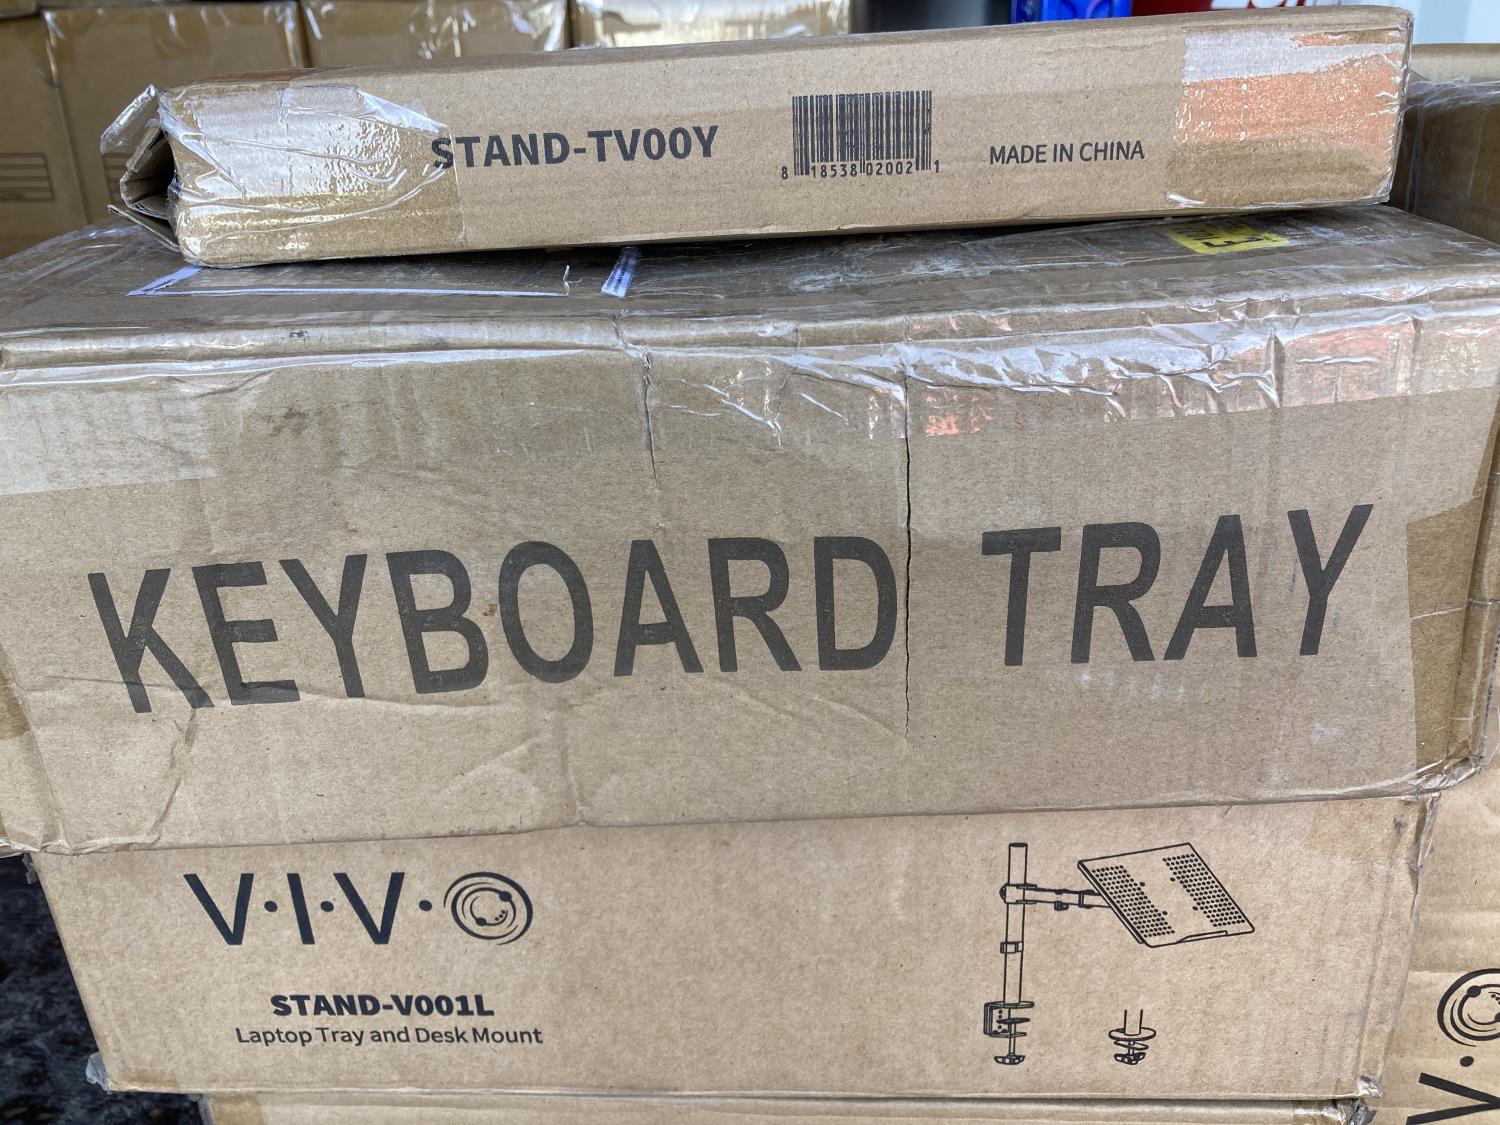 STAND-TV00Y
8 18538 02002 1
MADE IN CHINA
KEYBOARD TRAY
V·I·V·O
STAND-V001L
Laptop Tray and Desk Mount
V